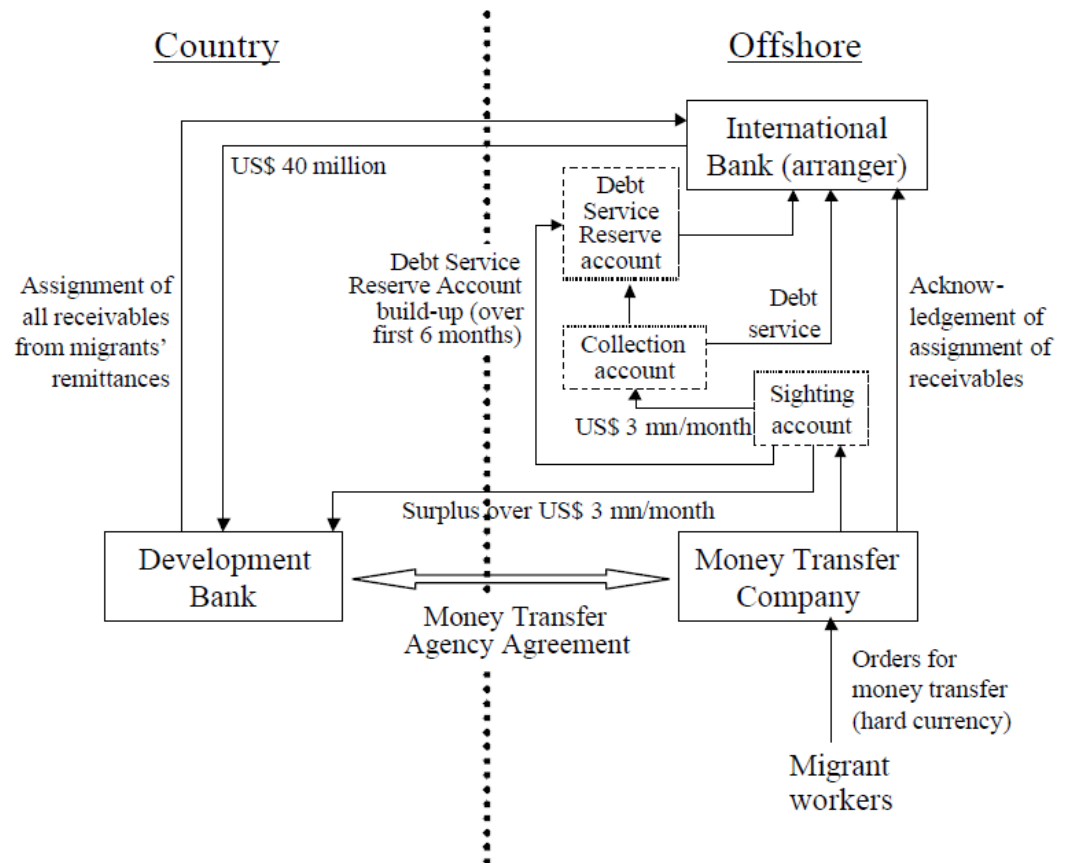 Country
Offshore
International
Bank (arranger)
US$ 40 million
Debt
Service
Reserve
account
Debt Service
Reserve Account
build-up (over
first 6 months)
Assignment of
all receivables
from migrants’
remittances
Debt
service
Acknow-
ledgement of
assignment of
receivables
Collection
account
Sighting
account
US$ 3 mn/month
Surplus over US$ 3 mn/month
Development
Bank
Money Transfer
Company
Money Transfer
Agency Agreement
Orders for
money transfer
(hard currency)
Migrant
workers